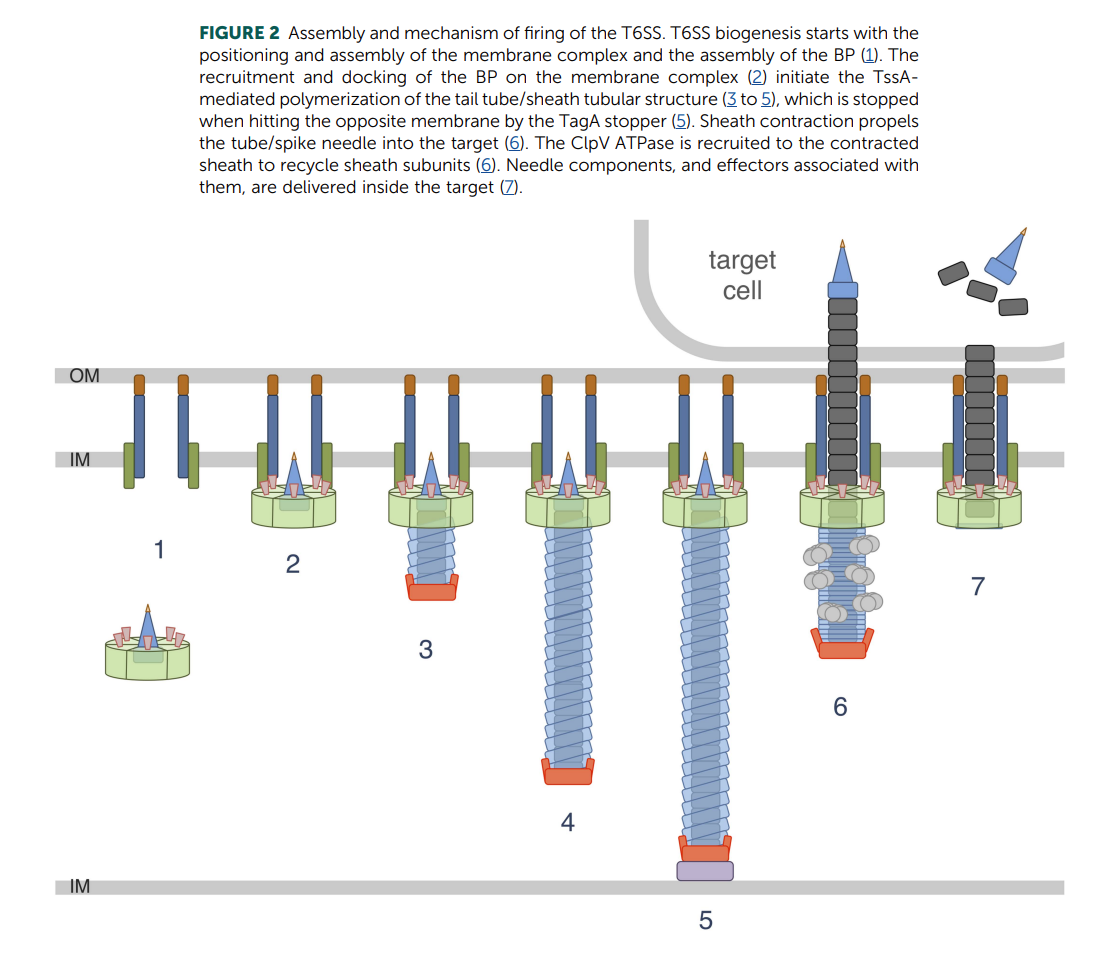 FIGURE 2 Assembly and mechanism of firing of the T6SS. T6SS biogenesis starts with the
positioning and assembly of the membrane complex and the assembly of the BP (1). The
recruitment and docking of the BP on the membrane complex (2) initiate the TssA-
mediated polymerization of the tail tube/sheath tubular structure (3 to 5), which is stopped
when hitting the opposite membrane by the TagA stopper (5). Sheath contraction propels
the tube/spike needle into the target (6). The ClpV ATPase is recruited to the contracted
sheath to recycle sheath subunits (6). Needle components, and effectors associated with
them, are delivered inside the target (7).
target
cell
OM
IM
1
2
3
4
5
6
7
IM